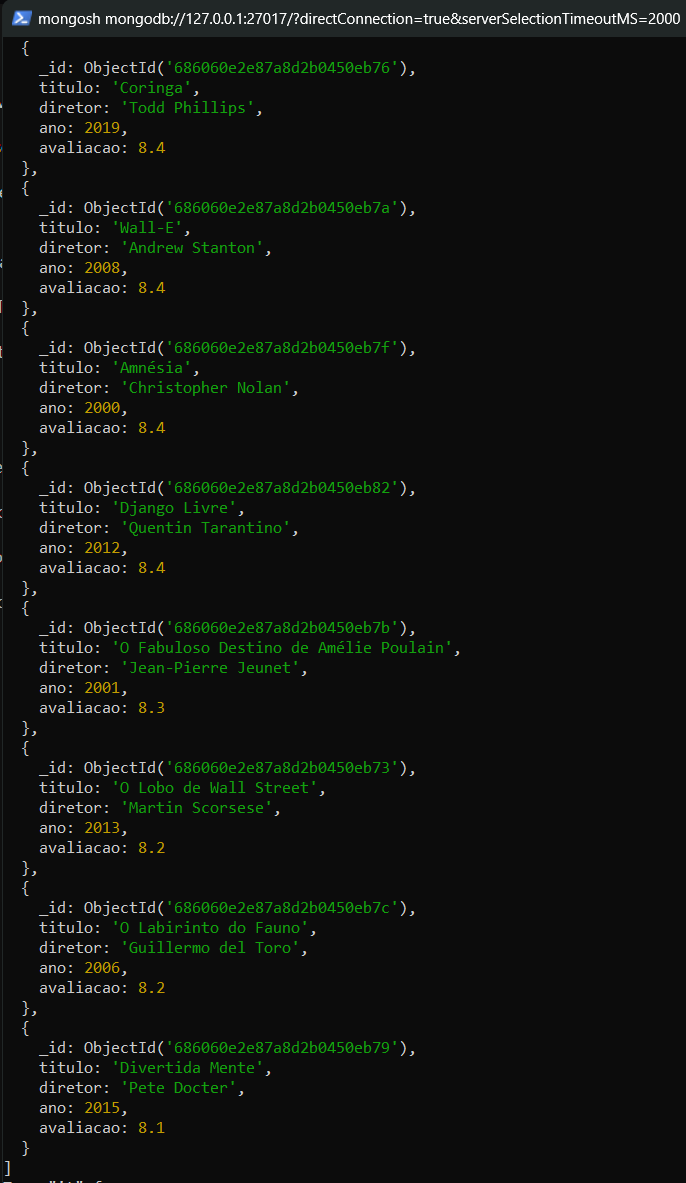 mongosh mongodb://127.0.0.1:27017/?directConnection=true&serverSelectionTimeoutMS=2000
{
_id: ObjectId('686060e2e87a8d2b0450eb76'),
titulo: 'Coringa',
diretor: 'Todd Phillips',
ano: 2019,
avaliacao: 8.4
},
{
_id: ObjectId('686060e2e87a8d2b0450eb7a'),
titulo: 'Wall-E',
diretor: 'Andrew Stanton',
ano: 2008,
avaliacao: 8.4
},
{
_id: ObjectId('686060e2e87a8d2b0450eb7f'),
titulo: 'Amnésia',
diretor: 'Christopher Nolan',
ano: 2000,
avaliacao: 8.4
},
{
_id: ObjectId('686060e2e87a8d2b0450eb82'),
titulo: 'Django Livre',
diretor: 'Quentin Tarantino',
ano: 2012,
avaliacao: 8.4
},
{
_id: ObjectId('686060e2e87a8d2b0450eb7b'),
titulo: 'O Fabuloso Destino de Amélie Poulain',
diretor: 'Jean-Pierre Jeunet',
ano: 2001,
avaliacao: 8.3
},
{
_id: ObjectId('686060e2e87a8d2b0450eb73'),
titulo: 'O Lobo de Wall Street',
diretor: 'Martin Scorsese',
ano: 2013,
avaliacao: 8.2
},
{
_id: ObjectId('686060e2e87a8d2b0450eb7c'),
titulo: 'O Labirinto do Fauno',
diretor: 'Guillermo del Toro',
ano: 2006,
avaliacao: 8.2
},
{
_id: ObjectId('686060e2e87a8d2b0450eb79'),
titulo: 'Divertida Mente',
diretor: 'Pete Docter',
ano: 2015,
avaliacao: 8.1
}
]